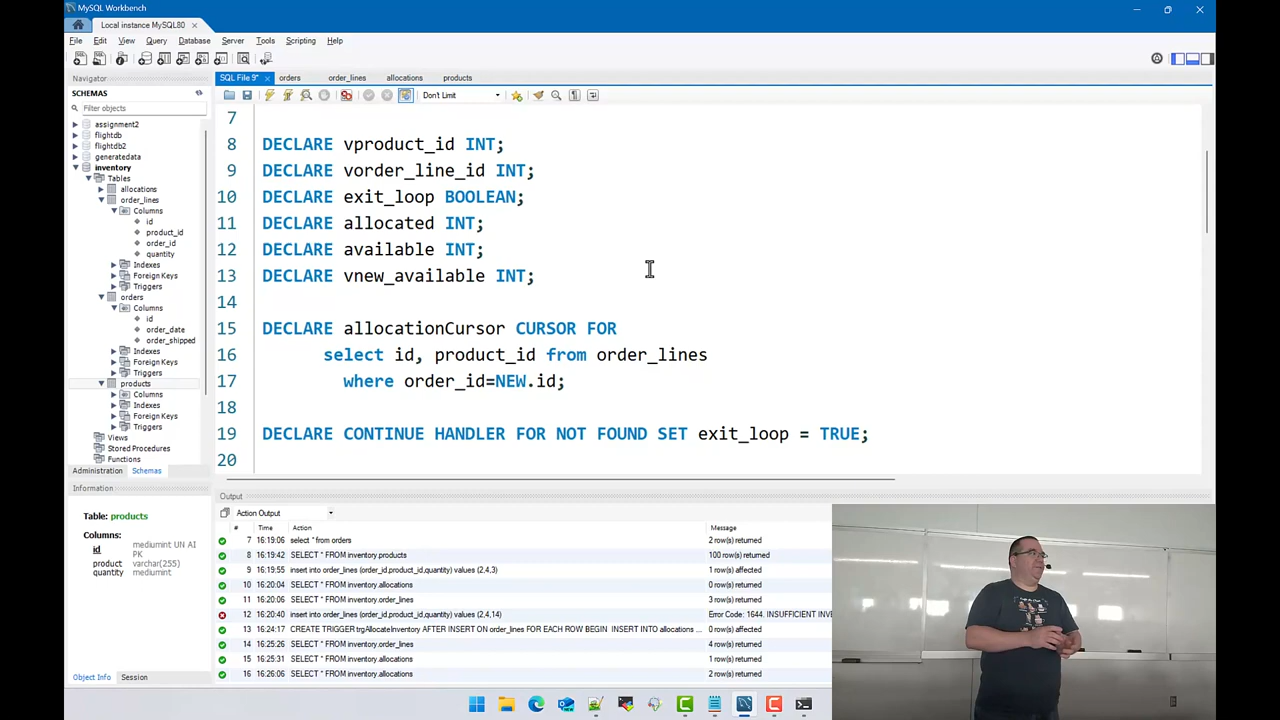 MySQL Workbench
Local instance MySQL80
File Edit View Query Database Server Tools Scripting Help
Navigator
SCHEMAS
Filter objects
assignment2
flightdb
flightdb2
generatedata
inventory
Tables
allocations
order_lines
Columns
id
product_id
order_id
quantity
Indexes
Foreign Keys
Triggers
orders
Columns
id
order_date
order_shipped
Indexes
Foreign Keys
Triggers
products
Columns
Indexes
Foreign Keys
Triggers
Views
Stored Procedures
Functions
Administration Schemas
Information
Table: products
Columns:
id mediumint UN AI PK
product varchar(255)
quantity mediumint
Object Info Session
SQL File 9* orders order_lines allocations products
Don't Limit
7
8 DECLARE vproduct_id INT;
9 DECLARE vorder_line_id INT;
10 DECLARE exit_loop BOOLEAN;
11 DECLARE allocated INT;
12 DECLARE available INT;
13 DECLARE vnew_available INT;
14
15 DECLARE allocationCursor CURSOR FOR
16 select id, product_id from order_lines
17 where order_id=NEW.id;
18
19 DECLARE CONTINUE HANDLER FOR NOT FOUND SET exit_loop = TRUE;
20
Output
Action Output
# Time Action Message
7 16:19:06 select * from orders 2 row(s) returned
8 16:19:42 SELECT * FROM inventory.products 100 row(s) returned
9 16:19:55 insert into order_lines (order_id,product_id,quantity) values (2,4,3) 1 row(s) affected
10 16:20:04 SELECT * FROM inventory.allocations 0 row(s) returned
11 16:20:06 SELECT * FROM inventory.order_lines 3 row(s) returned
12 16:20:40 insert into order_lines (order_id,product_id,quantity) values (2,4,14) Error Code: 1644. INSUFFICIENT INVE
13 16:24:17 CREATE TRIGGER trgAllocateInventory AFTER INSERT ON order_lines FOR EACH ROW BEGIN INSERT INTO allocations ... 0 row(s) affected
14 16:25:26 SELECT * FROM inventory.order_lines 4 row(s) returned
15 16:25:31 SELECT * FROM inventory.allocations 1 row(s) returned
16 16:26:06 SELECT * FROM inventory.allocations 2 row(s) returned